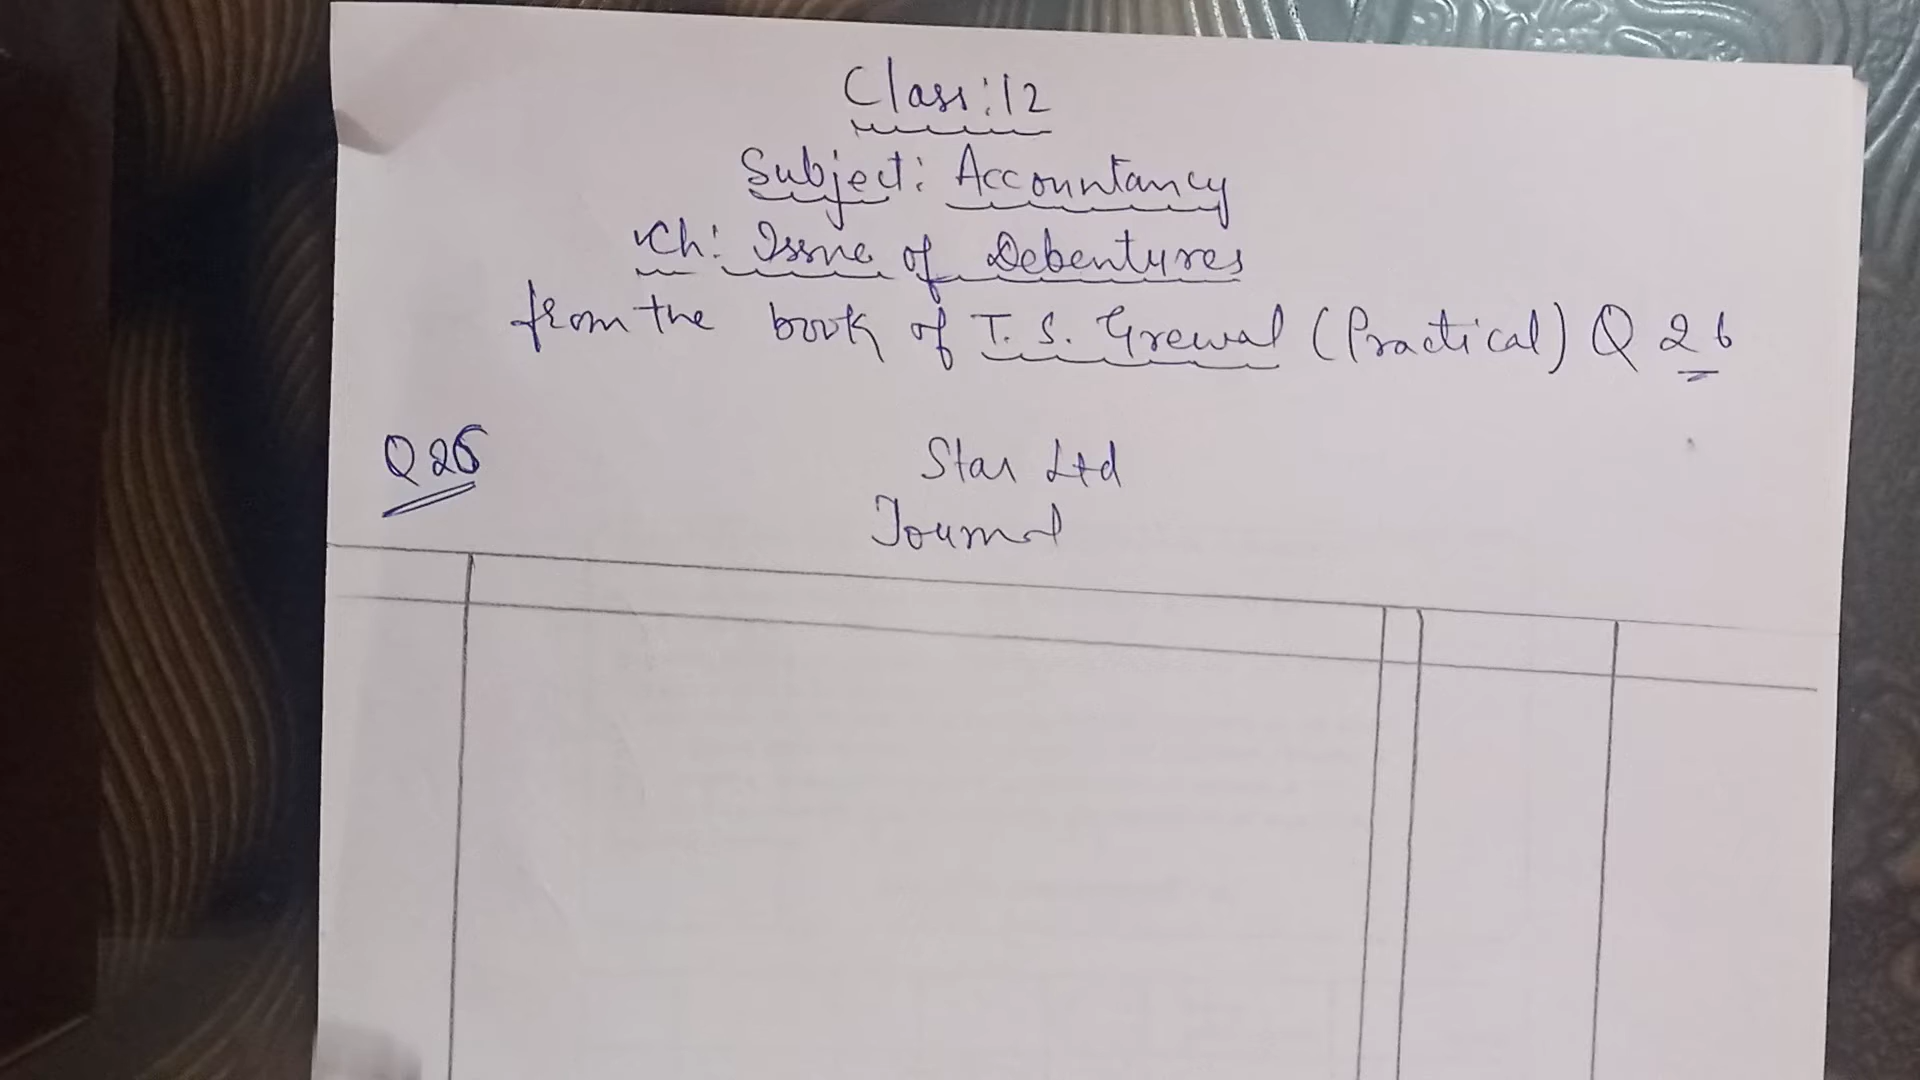 Class: 12
Subject: Accountancy
Ch: Issue of Debentures
from the book of T. S. Grewal (Practical) Q 26
Q 26
Star Ltd
Journal